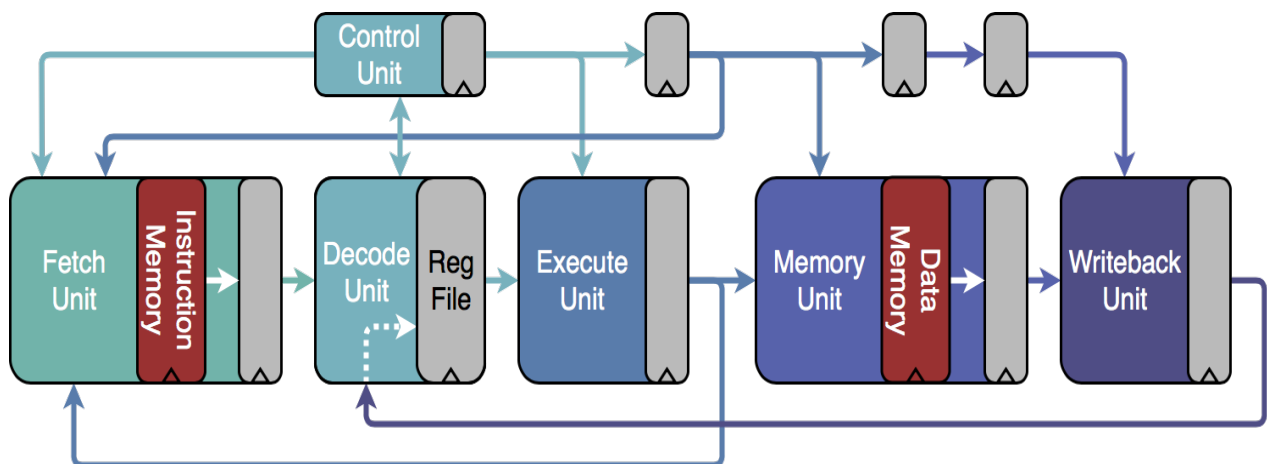 Control
Unit
Fetch
Unit
Instruction
Memory
Decode
Unit
Reg
File
Execute
Unit
Memory
Unit
Data
Memory
Writeback
Unit